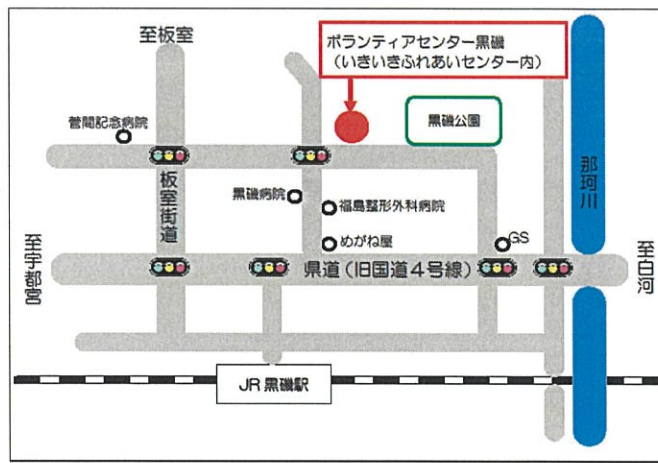 至板室
ボランティアセンター黒磯
(いきいきふれあいセンター内)
菅間記念病院
黒磯公園
板室街道
黒磯病院
福島整形外科病院
那珂川
めがね屋
GS
至宇都宮
県道(旧国道4号線)
至白河
JR 黒磯駅